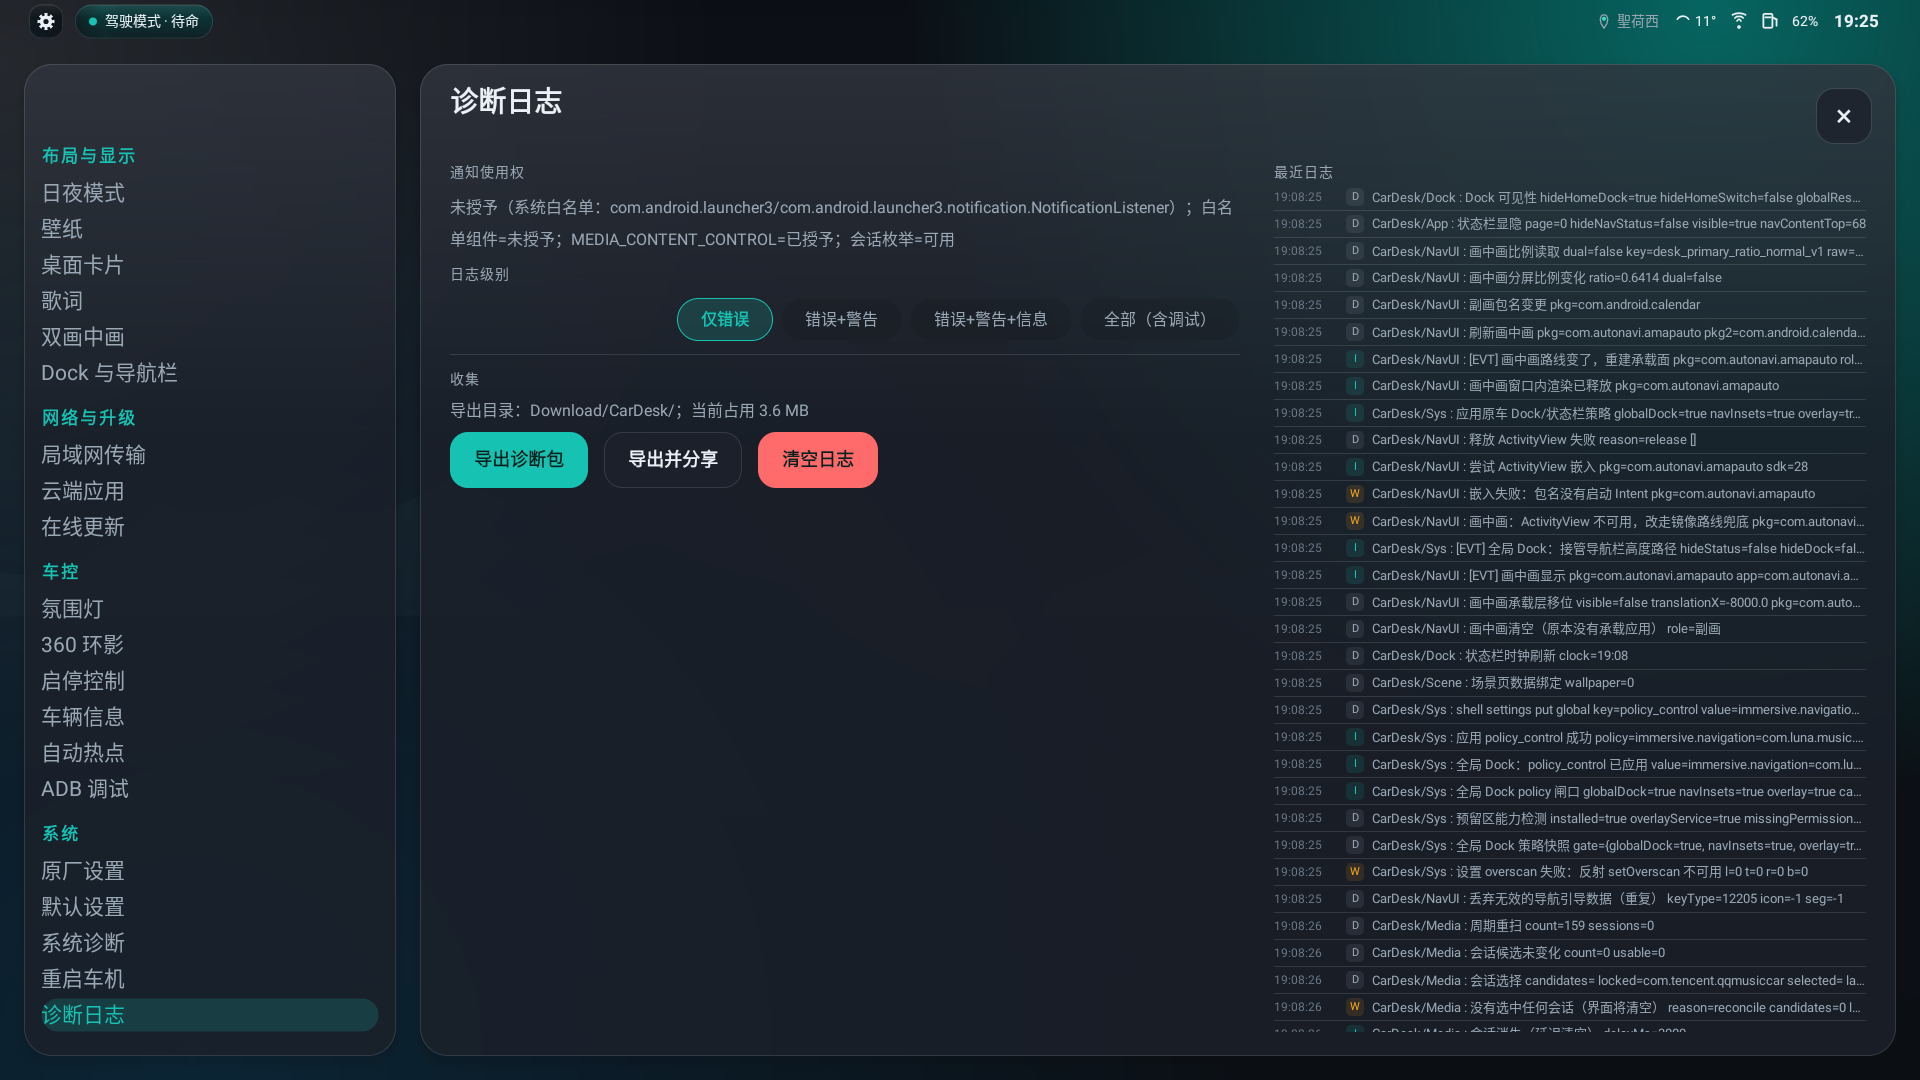 驾驶模式 · 待命
聖荷西 11° 62% 19:25
布局与显示
日夜模式
壁纸
桌面卡片
歌词
双画中画
Dock 与导航栏
网络与升级
局域网传输
云端应用
在线更新
车控
氛围灯
360 环影
启停控制
车辆信息
自动热点
ADB 调试
系统
原厂设置
默认设置
系统诊断
重启车机
诊断日志
诊断日志
通知使用权
未授予（系统白名单：com.android.launcher3/com.android.launcher3.notification.NotificationListener）；白名
单组件=未授予；MEDIA_CONTENT_CONTROL=已授予；会话枚举=可用
日志级别
仅错误 错误+警告 错误+警告+信息 全部（含调试）
收集
导出目录：Download/CarDesk/；当前占用 3.6 MB
导出诊断包 导出并分享 清空日志
最近日志
19:08:25 D CarDesk/Dock : Dock 可见性 hideHomeDock=true hideHomeSwitch=false globalRes...
19:08:25 D CarDesk/App : 状态栏显隐 page=0 hideNavStatus=false visible=true navContentTop=68
19:08:25 D CarDesk/NavUI : 画中画比例读取 dual=false key=desk_primary_ratio_normal_v1 raw=...
19:08:25 D CarDesk/NavUI : 画中画分屏比例变化 ratio=0.6414 dual=false
19:08:25 D CarDesk/NavUI : 副画包名变更 pkg=com.android.calendar
19:08:25 D CarDesk/NavUI : 刷新画中画 pkg=com.autonavi.amapauto pkg2=com.android.calenda...
19:08:25 I CarDesk/NavUI : [EVT] 画中画路线变了，重建承载面 pkg=com.autonavi.amapauto rol...
19:08:25 I CarDesk/NavUI : 画中画窗口内渲染已释放 pkg=com.autonavi.amapauto
19:08:25 I CarDesk/Sys : 应用原车 Dock/状态栏策略 globalDock=true navInsets=true overlay=tr...
19:08:25 D CarDesk/NavUI : 释放 ActivityView 失败 reason=release []
19:08:25 I CarDesk/NavUI : 尝试 ActivityView 嵌入 pkg=com.autonavi.amapauto sdk=28
19:08:25 W CarDesk/NavUI : 嵌入失败：包名没有启动 Intent pkg=com.autonavi.amapauto
19:08:25 W CarDesk/NavUI : 画中画：ActivityView 不可用，改走镜像路线兜底 pkg=com.autonavi...
19:08:25 I CarDesk/Sys : [EVT] 全局 Dock：接管导航栏高度路径 hideStatus=false hideDock=fal...
19:08:25 I CarDesk/NavUI : [EVT] 画中画显示 pkg=com.autonavi.amapauto app=com.autonavi.a...
19:08:25 D CarDesk/NavUI : 画中画承载层移位 visible=false translationX=-8000.0 pkg=com.auto...
19:08:25 D CarDesk/NavUI : 画中画清空（原本没有承载应用） role=副画
19:08:25 D CarDesk/Dock : 状态栏时钟刷新 clock=19:08
19:08:25 D CarDesk/Scene : 场景页数据绑定 wallpaper=0
19:08:25 D CarDesk/Sys : shell settings put global key=policy_control value=immersive.navigatio...
19:08:25 I CarDesk/Sys : 应用 policy_control 成功 policy=immersive.navigation=com.luna.music....
19:08:25 I CarDesk/Sys : 全局 Dock：policy_control 已应用 value=immersive.navigation=com.lu...
19:08:25 I CarDesk/Sys : 全局 Dock policy 闸口 globalDock=true navInsets=true overlay=true ca...
19:08:25 D CarDesk/Sys : 预留区能力检测 installed=true overlayService=true missingPermission...
19:08:25 D CarDesk/Sys : 全局 Dock 策略快照 gate={globalDock=true, navInsets=true, overlay=tr...
19:08:25 W CarDesk/Sys : 设置 overscan 失败：反射 setOverscan 不可用 l=0 t=0 r=0 b=0
19:08:25 D CarDesk/NavUI : 丢弃无效的导航引导数据（重复） keyType=12205 icon=-1 seg=-1
19:08:26 D CarDesk/Media : 周期重扫 count=159 sessions=0
19:08:26 D CarDesk/Media : 会话候选未变化 count=0 usable=0
19:08:26 D CarDesk/Media : 会话选择 candidates= locked=com.tencent.qqmusiccar selected= la...
19:08:26 W CarDesk/Media : 没有选中任何会话（界面将清空） reason=reconcile candidates=0 l...